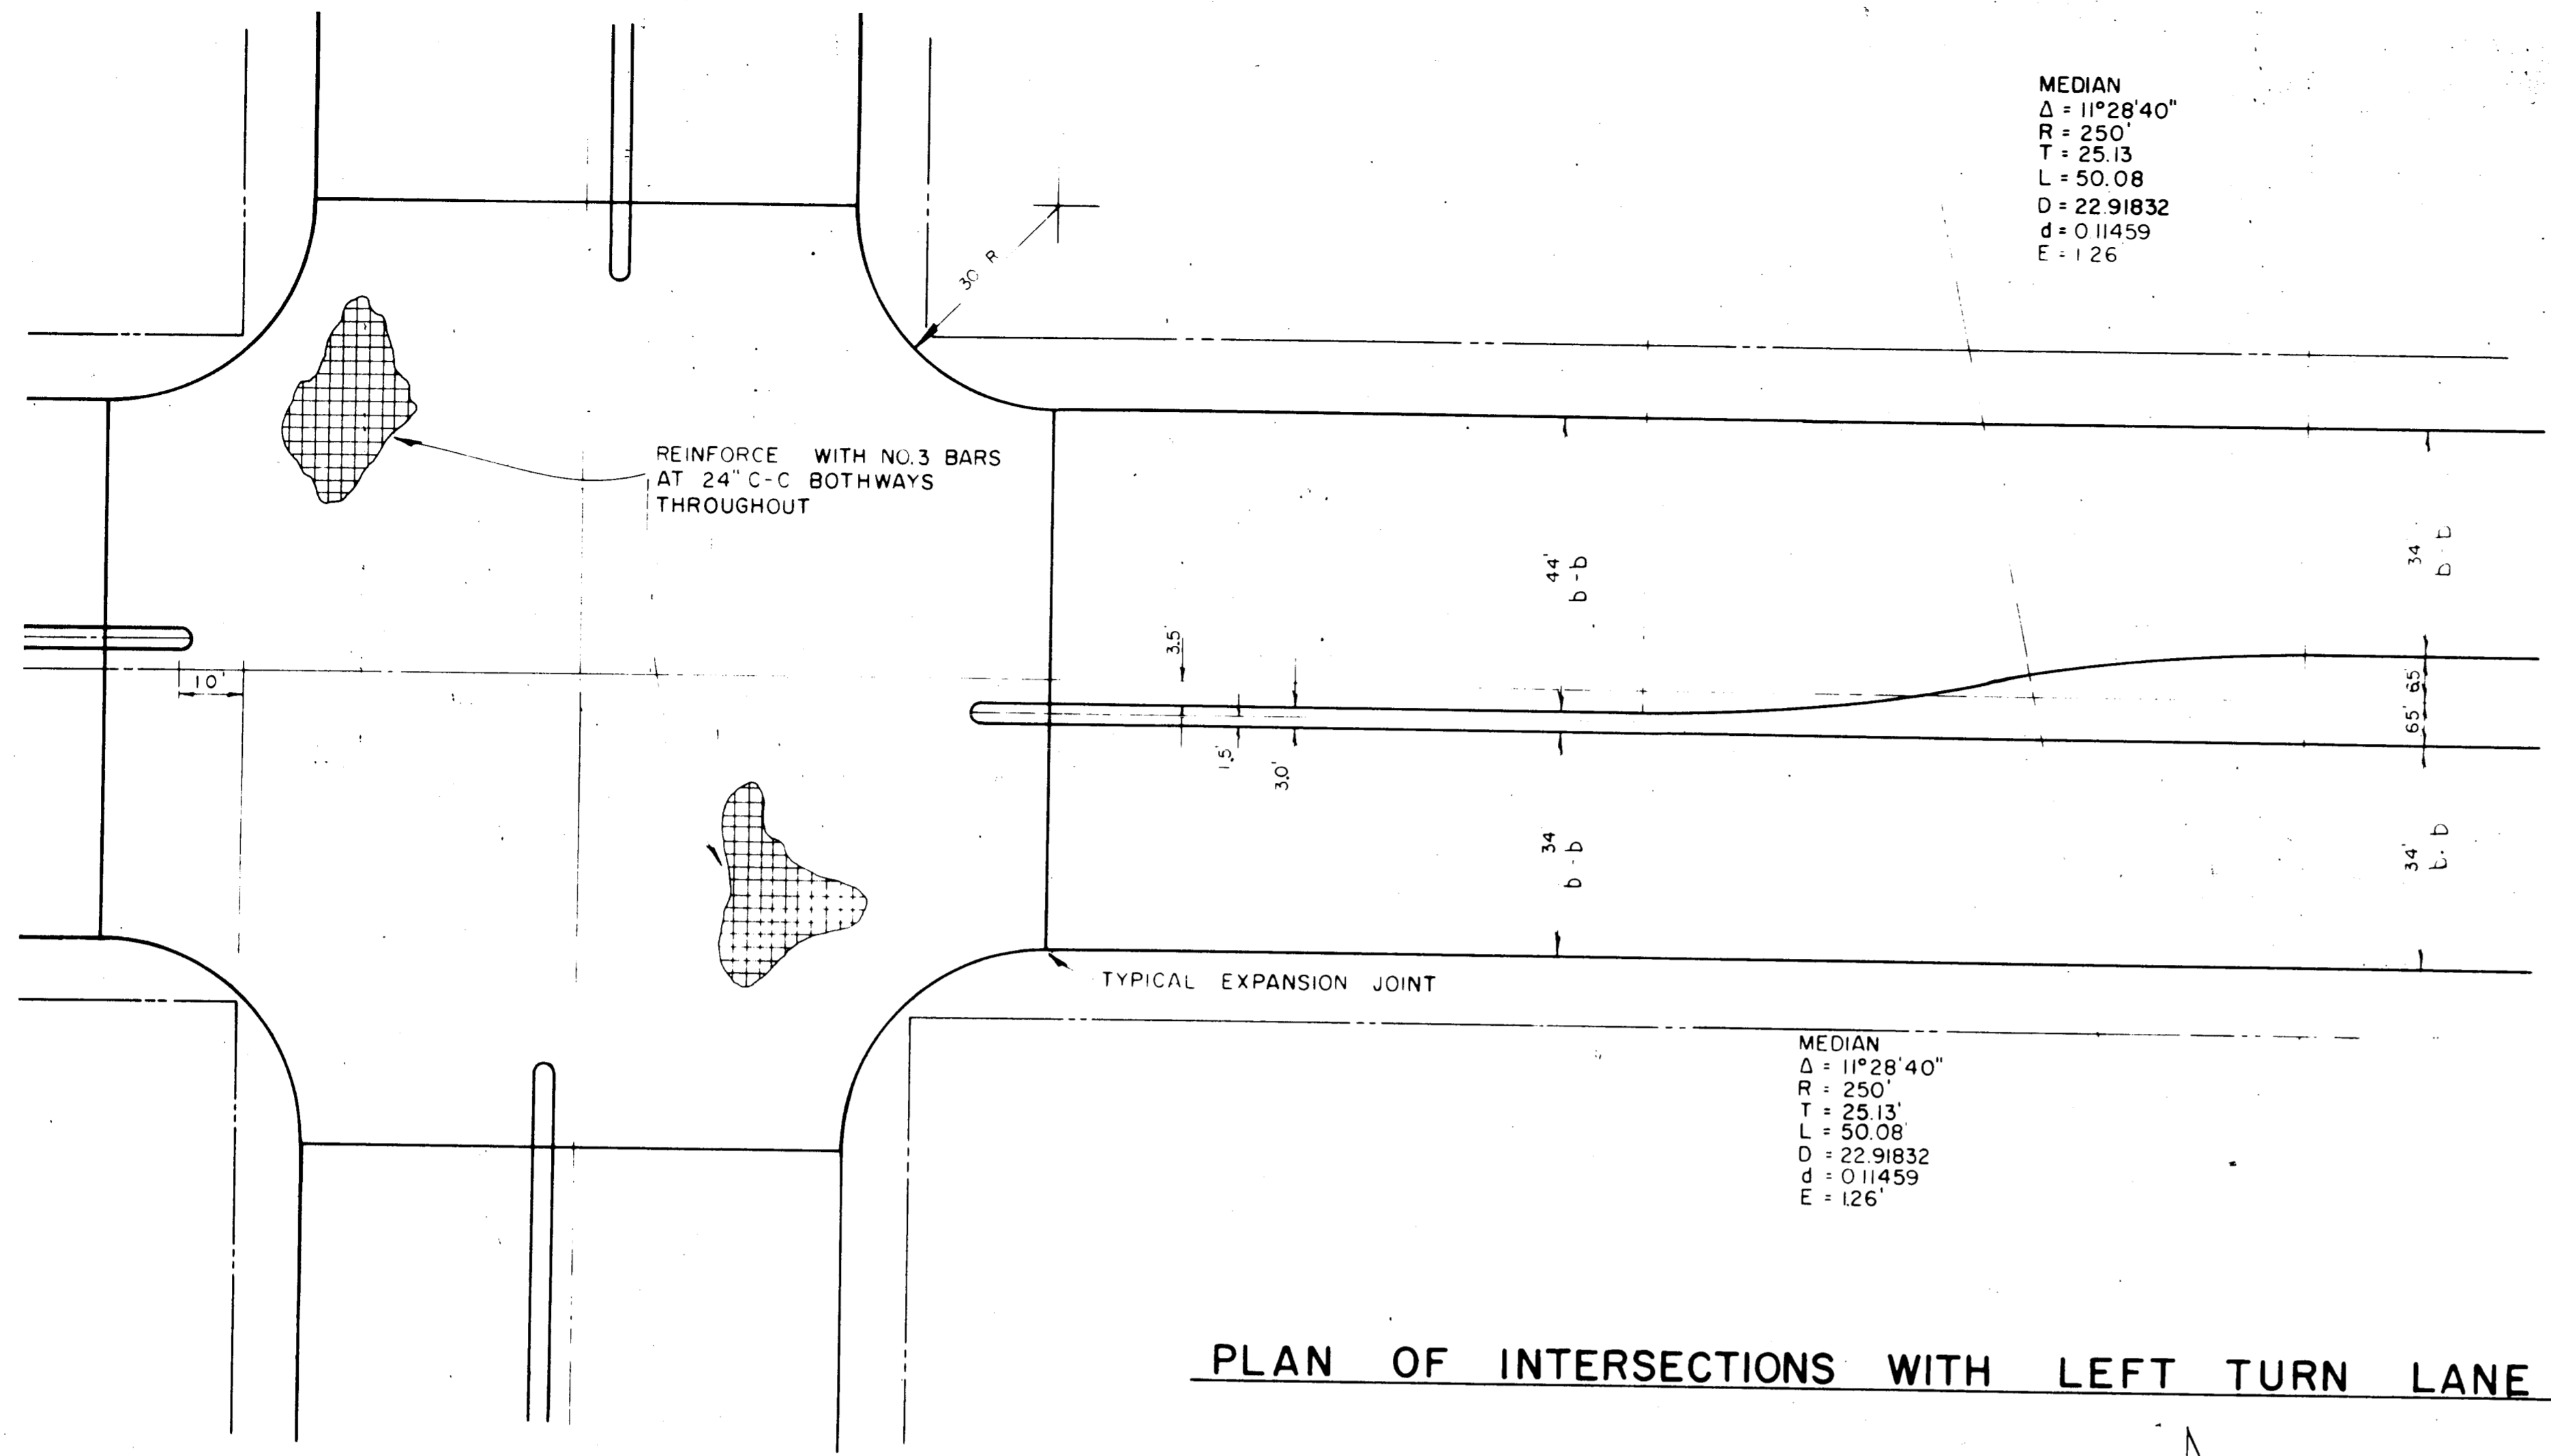 MEDIAN
Δ = 11°28'40"
R = 250'
T = 25.13
L = 50.08
D = 22.91832
d = 0 11459
E = 1 26
30 R
REINFORCE WITH NO.3 BARS
AT 24" C-C BOTHWAYS
THROUGHOUT
44'
b-b
34
b-b
3.5'
10'
6.5'
6.5'
1.5'
3.0'
34
b-b
34'
b-b
TYPICAL EXPANSION JOINT
MEDIAN
Δ = 11°28'40"
R = 250'
T = 25.13'
L = 50.08'
D = 22.91832
d = 0 11459
E = 1.26'
PLAN OF INTERSECTIONS WITH LEFT TURN LANE